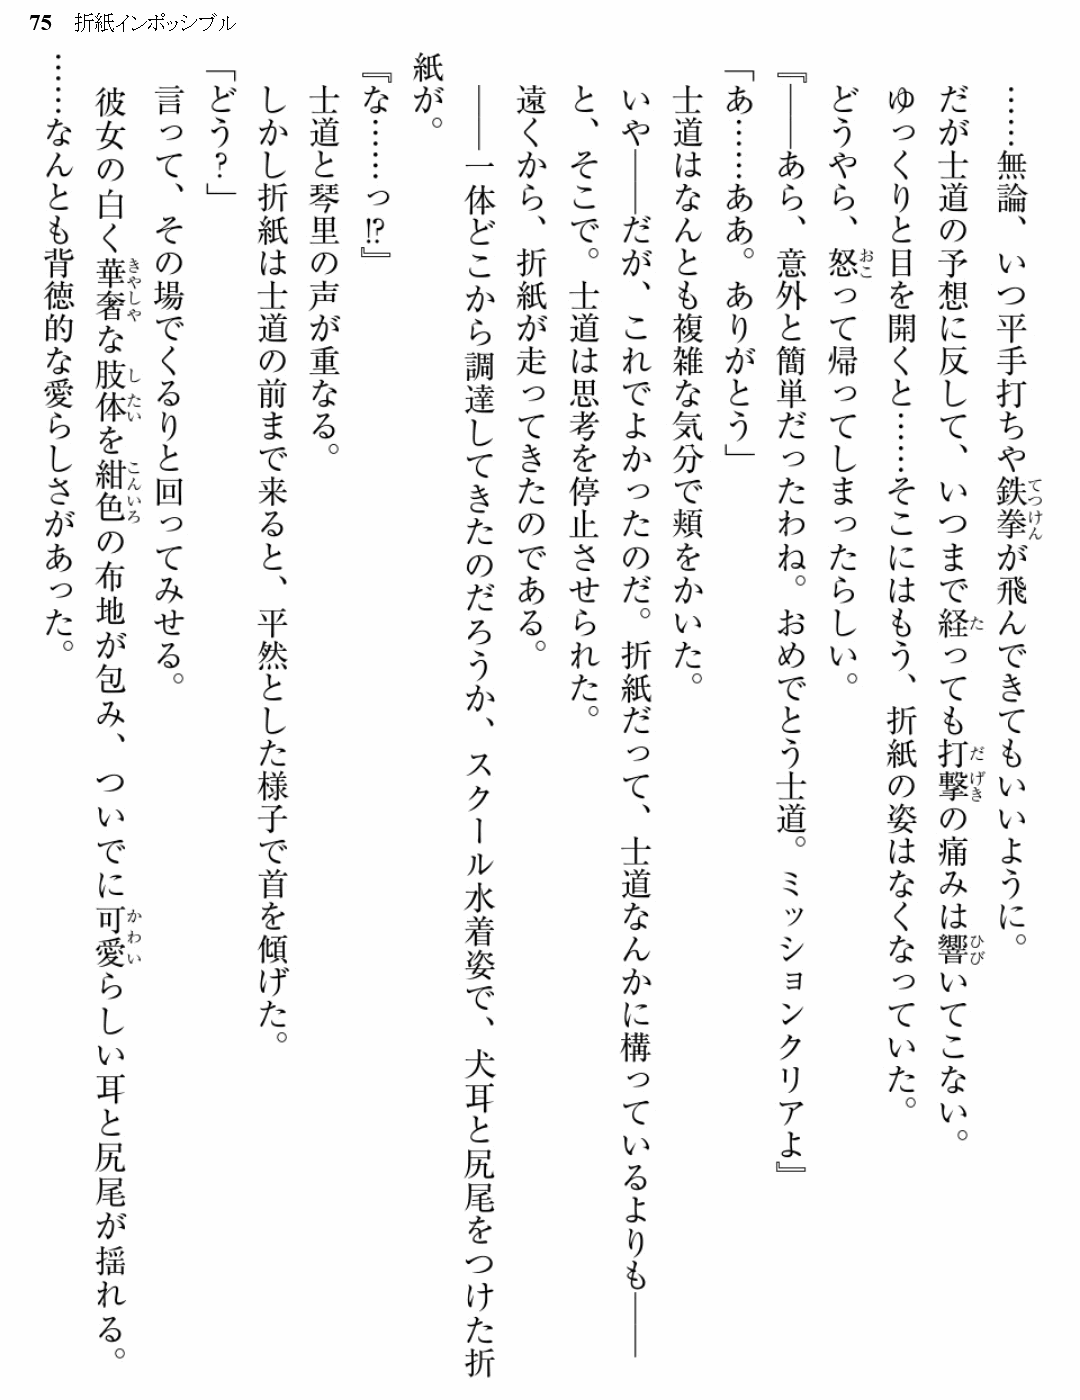 75 折紙インポッシブル
……無論、いつ平手打ちや鉄拳が飛んできてもいいように。
だが士道の予想に反して、いつまで経っても打撃の痛みは響いてこない。
ゆっくりと目を開くと……そこにはもう、折紙の姿はなくなっていた。
どうやら、怒って帰ってしまったらしい。
『――あら、意外と簡単だったわね。おめでとう士道。ミッションクリアよ』
「あ……ああ。ありがとう」
士道はなんとも複雑な気分で頬をかいた。
いや――だが、これでよかったのだ。折紙だって、士道なんかに構っているよりも――
と、そこで。士道は思考を停止させられた。
遠くから、折紙が走ってきたのである。
――一体どこから調達してきたのだろうか、スクール水着姿で、犬耳と尻尾をつけた折
紙が。
『な……っ!?』
士道と琴里の声が重なる。
しかし折紙は士道の前まで来ると、平然とした様子で首を傾げた。
「どう?」
言って、その場でくるりと回ってみせる。
彼女の白く華奢な肢体を紺色の布地が包み、ついでに可愛らしい耳と尻尾が揺れる。
……なんとも背徳的な愛らしさがあった。